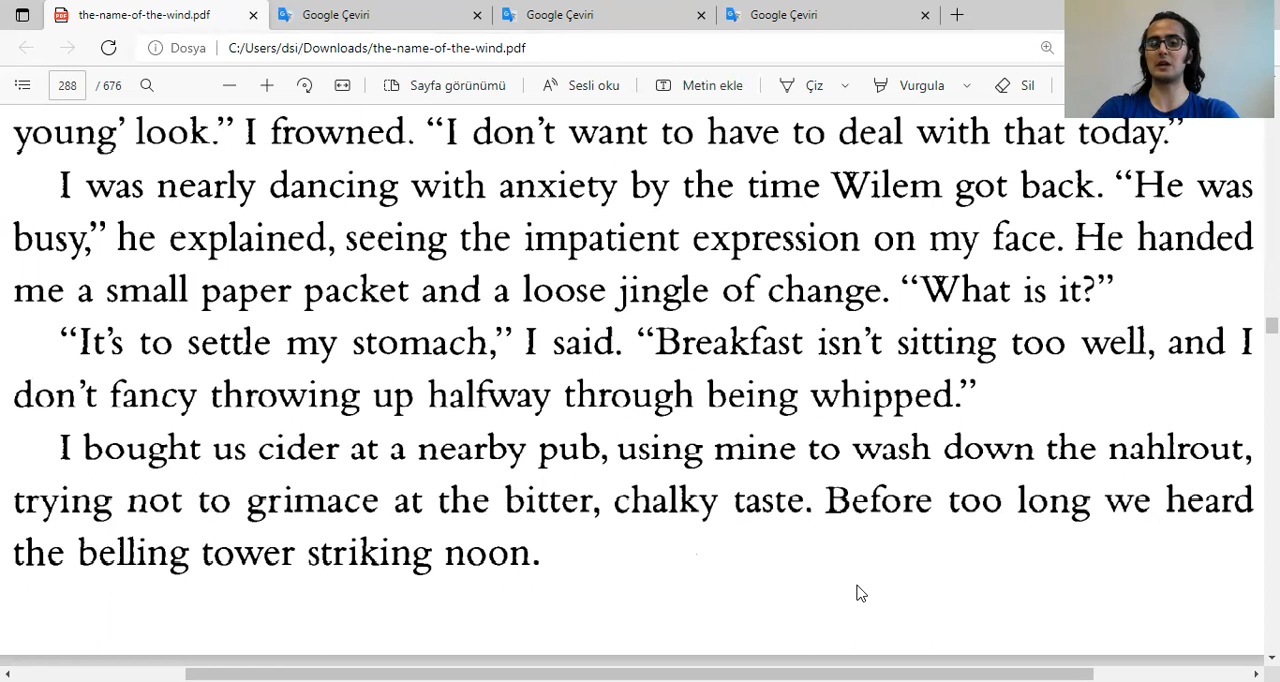 the-name-of-the-wind.pdf
Google Çeviri
Google Çeviri
Google Çeviri
Dosya
C:/Users/dsi/Downloads/the-name-of-the-wind.pdf
288 / 676
Sayfa görünümü
Sesli oku
Metin ekle
Çiz
Vurgula
Sil
young’ look.” I frowned. “I don’t want to have to deal with that today.”
I was nearly dancing with anxiety by the time Wilem got back. “He was
busy,” he explained, seeing the impatient expression on my face. He handed
me a small paper packet and a loose jingle of change. “What is it?”
“It’s to settle my stomach,” I said. “Breakfast isn’t sitting too well, and I
don’t fancy throwing up halfway through being whipped.”
I bought us cider at a nearby pub, using mine to wash down the nahlrout,
trying not to grimace at the bitter, chalky taste. Before too long we heard
the belling tower striking noon.